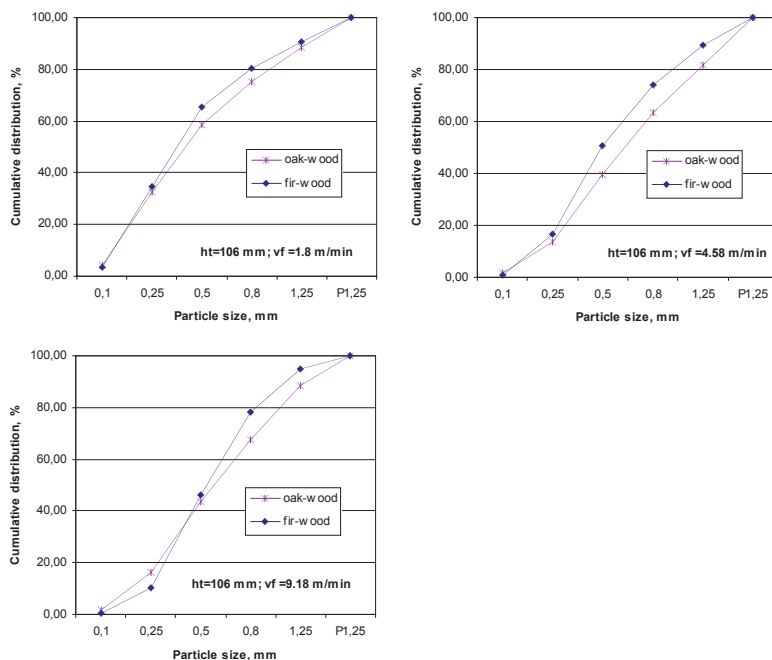 Cumulative distribution, %
100,00
80,00
60,00
40,00
20,00
0,00
oak-wood
fir-wood
ht=106 mm; vf =1.8 m/min
0,1 0,25 0,5 0,8 1,25 P1,25
Particle size, mm
Cumulative distribution, %
100,00
80,00
60,00
40,00
20,00
0,00
oak-wood
fir-wood
ht=106 mm; vf =4.58 m/min
0,1 0,25 0,5 0,8 1,25 P1,25
Particle size, mm
Cumulative distribution, %
100,00
80,00
60,00
40,00
20,00
0,00
oak-wood
fir-wood
ht=106 mm; vf =9.18 m/min
0,1 0,25 0,5 0,8 1,25 P1,25
Particle size, mm